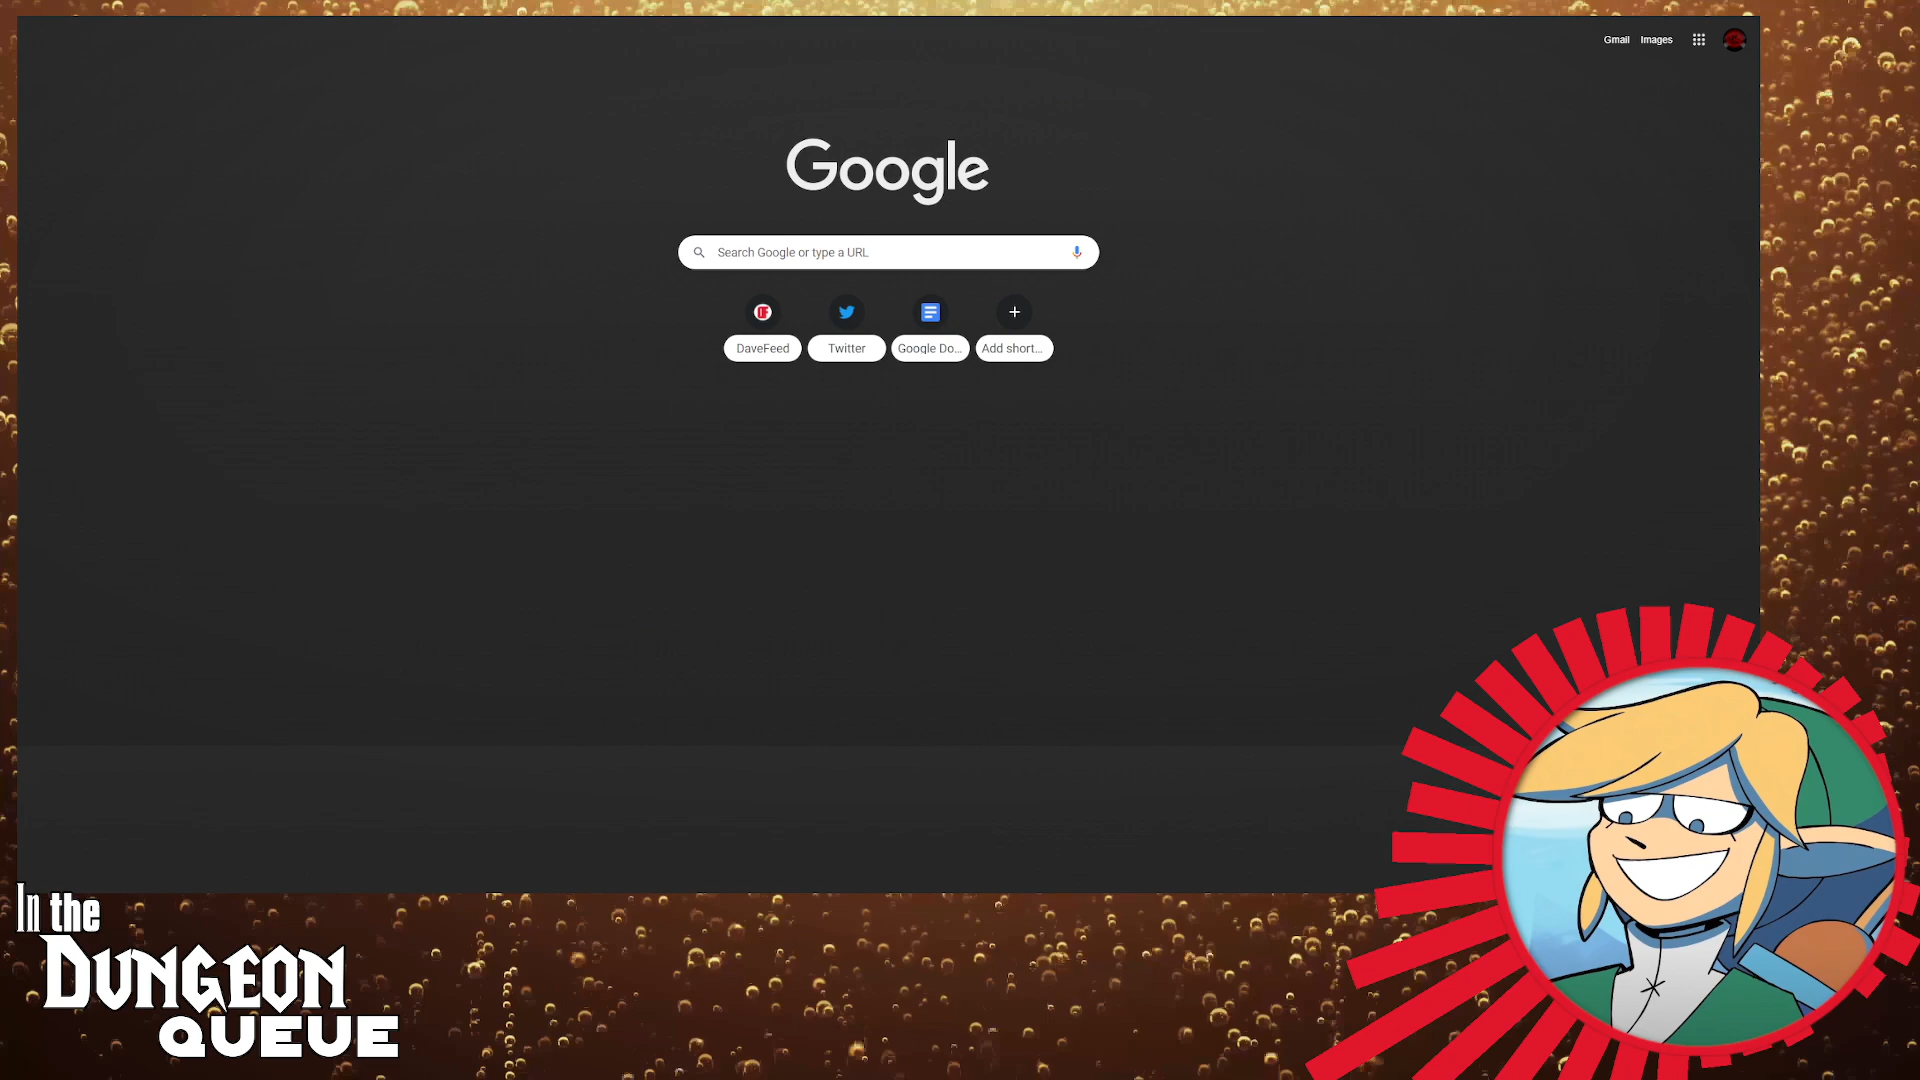 Gmail Images
Google
Search Google or type a URL
DaveFeed Twitter Google Do... Add short...
In the
DUNGEON
QUEUE